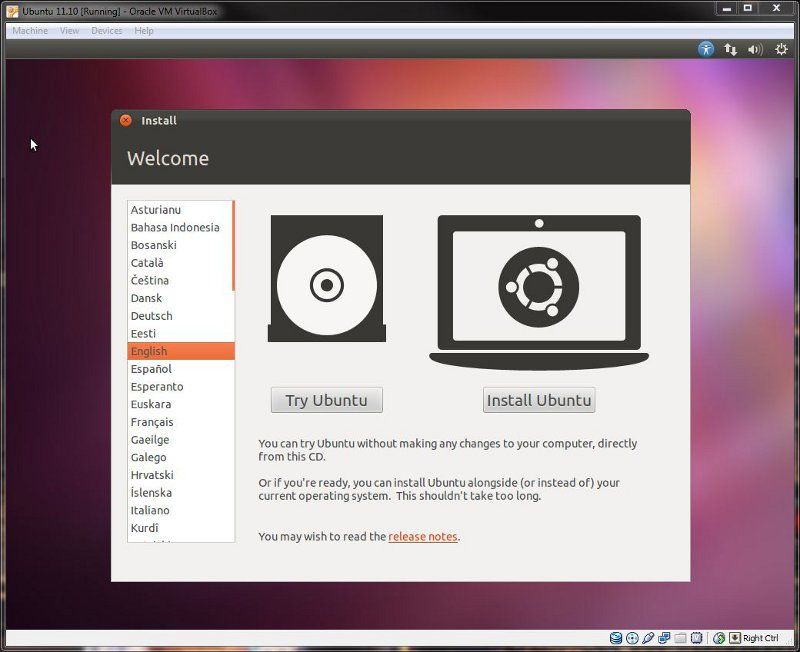 Ubuntu 11.10 [Running] - Oracle VM VirtualBox
Machine View Devices Help
Install
Welcome
Asturianu
Bahasa Indonesia
Bosanski
Català
Čeština
Dansk
Deutsch
Eesti
English
Español
Esperanto
Euskara
Français
Gaeilge
Galego
Hrvatski
Íslenska
Italiano
Kurdî
Try Ubuntu
Install Ubuntu
You can try Ubuntu without making any changes to your computer, directly
from this CD.
Or if you're ready, you can install Ubuntu alongside (or instead of) your
current operating system. This shouldn't take too long.
You may wish to read the release notes.
Right Ctrl